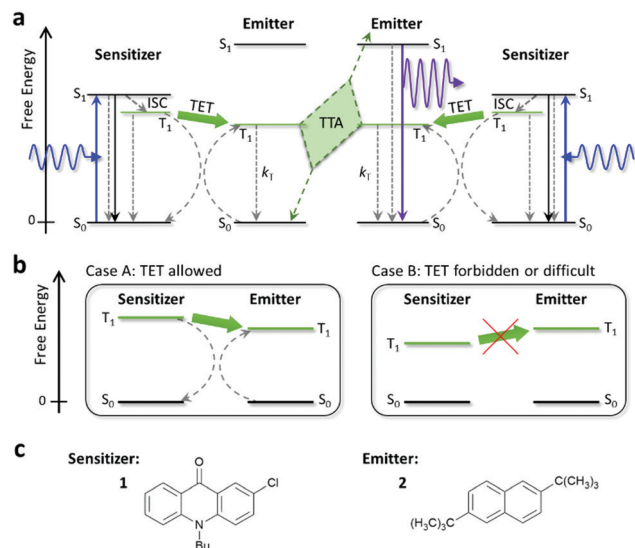 a
Emitter
Emitter
Sensitizer
Sensitizer
S1
S1
S1
S1
ISC
TET
TTA
TET
ISC
T1
T1
T1
T1
kT
kT
Free Energy
0
S0
S0
S0
S0
b
Case A: TET allowed
Case B: TET forbidden or difficult
Sensitizer
Emitter
Sensitizer
Emitter
Free Energy
T1
T1
T1
T1
0
S0
S0
S0
S0
c
Sensitizer:
Emitter:
1
2
O
Cl
N
Bu
C(CH3)3
(H3C)3C